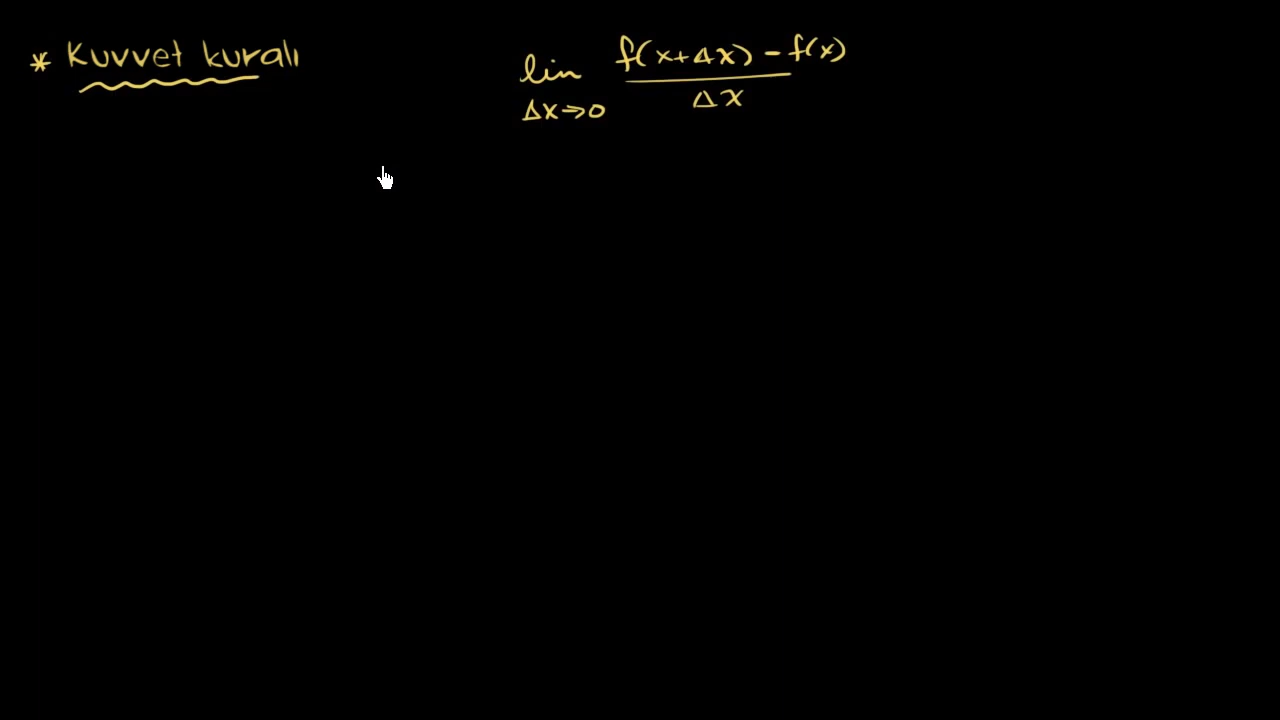 * Kuvvet kuralı
lim f(x+Δx) - f(x)
Δx→0 Δx